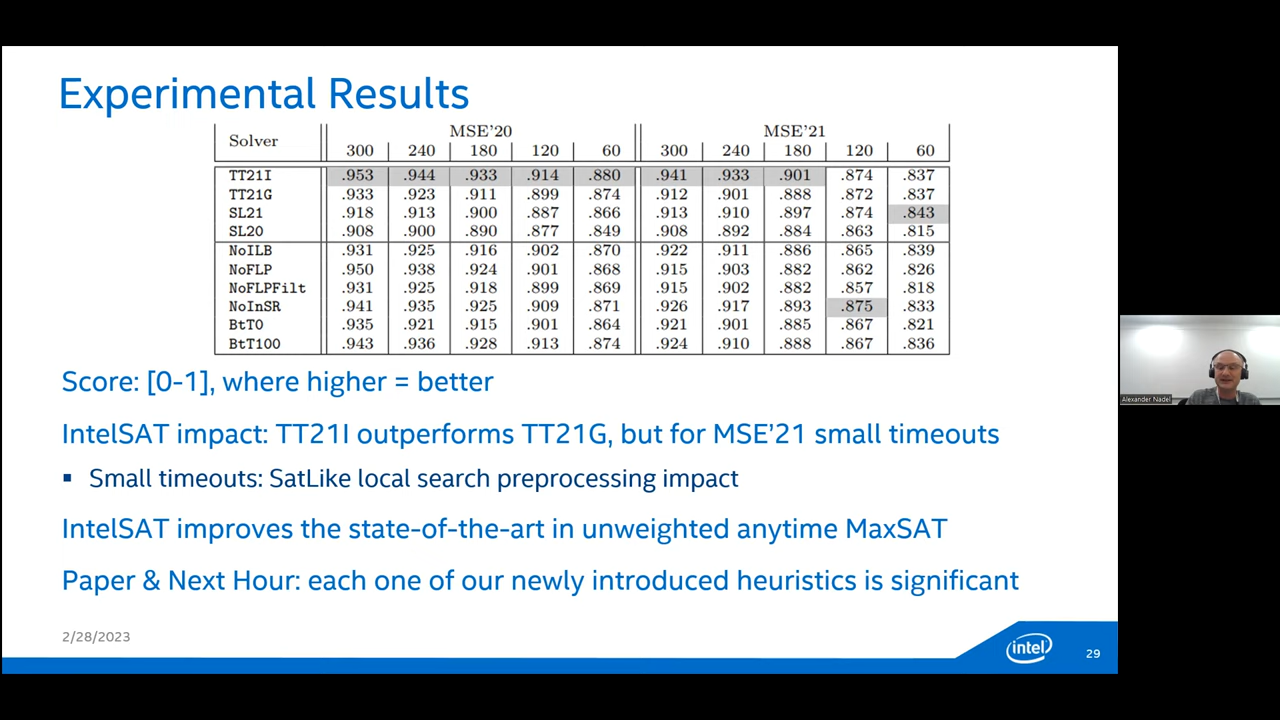 Experimental Results
Solver MSE'20 MSE'21
300 240 180 120 60 300 240 180 120 60
TT21I .953 .944 .933 .914 .880 .941 .933 .901 .874 .837
TT21G .933 .923 .911 .899 .874 .912 .901 .888 .872 .837
SL21 .918 .913 .900 .887 .866 .913 .910 .897 .874 .843
SL20 .908 .900 .890 .877 .849 .908 .892 .884 .863 .815
NoILB .931 .925 .916 .902 .870 .922 .911 .886 .865 .839
NoFLP .950 .938 .924 .901 .868 .915 .903 .882 .862 .826
NoFLPFilt .931 .925 .918 .899 .869 .915 .902 .882 .857 .818
NoInSR .941 .935 .925 .909 .871 .926 .917 .893 .875 .833
BtT0 .935 .921 .915 .901 .864 .921 .901 .885 .867 .821
BtT100 .943 .936 .928 .913 .874 .924 .910 .888 .867 .836
Score: [0-1], where higher = better
IntelSAT impact: TT21I outperforms TT21G, but for MSE'21 small timeouts
▪ Small timeouts: SatLike local search preprocessing impact
IntelSAT improves the state-of-the-art in unweighted anytime MaxSAT
Paper & Next Hour: each one of our newly introduced heuristics is significant
2/28/2023
intel
29
Alexander Nadel